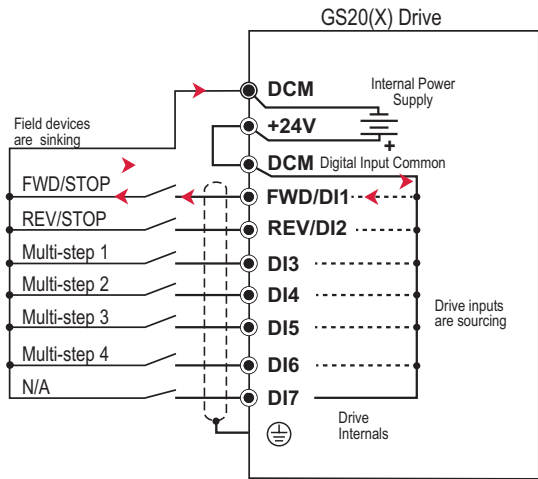 GS20(X) Drive
DCM
Internal Power
Supply
+24V
+
Field devices
are sinking
DCM
Digital Input Common
FWD/STOP
FWD/DI1
REV/STOP
REV/DI2
Multi-step 1
DI3
Multi-step 2
DI4
Drive inputs
are sourcing
Multi-step 3
DI5
Multi-step 4
DI6
N/A
DI7
Drive
Internals